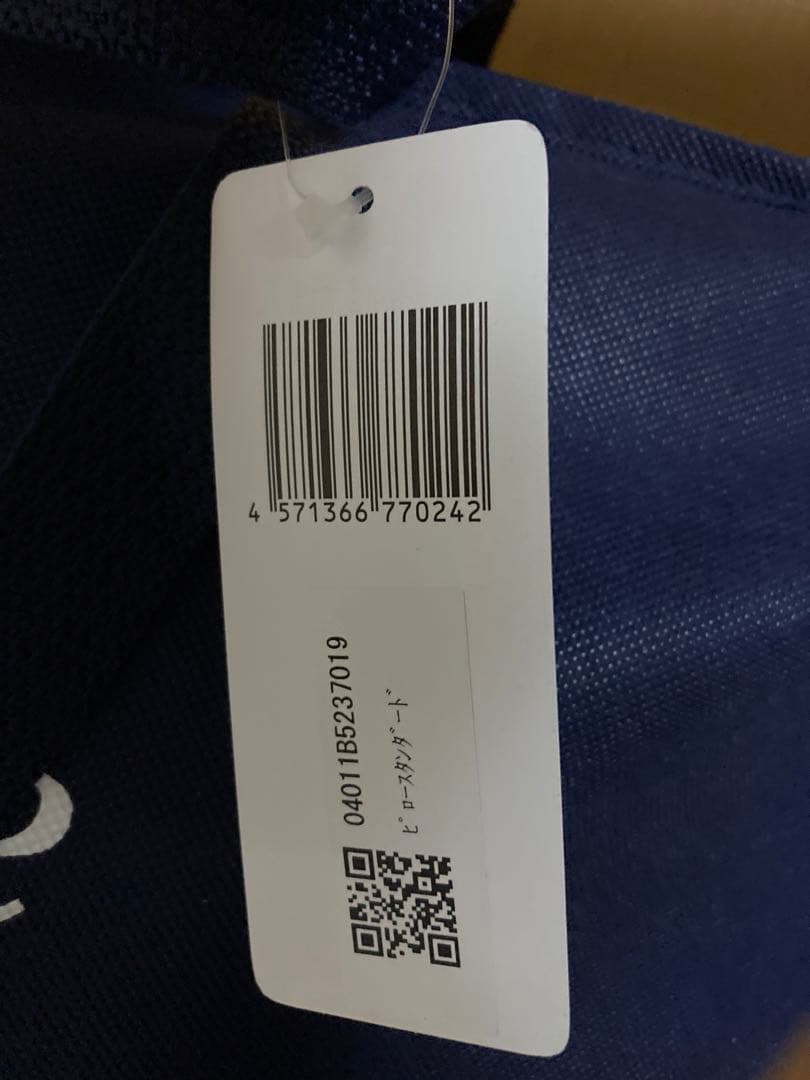 4 571366 770242
04011B5237019
ﾋﾟﾛｰｽﾀﾝﾀﾞｰﾄﾞ